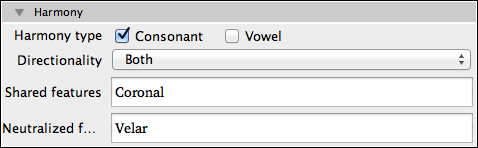 Harmony
Harmony type Consonant Vowel
Directionality Both
Shared features Coronal
Neutralized f... Velar